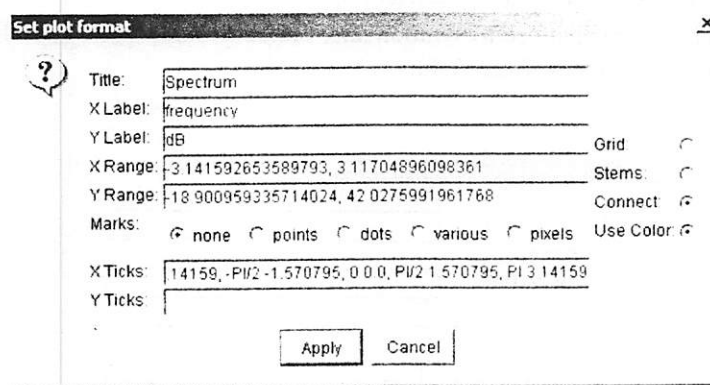 Set plot format
Title: Spectrum
X Label: frequency
Y Label: dB
Grid:
X Range: -3.141592653589793, 3 11704896098361
Stems:
Y Range: -18 900959335714024, 42 0275991961768
Connect:
Marks: none points dots various pixels Use Color:
X Ticks: 14159, -PI/2 -1.570795, 0 0.0, PI/2 1 570795, PI 3 14159
Y Ticks:
Apply Cancel